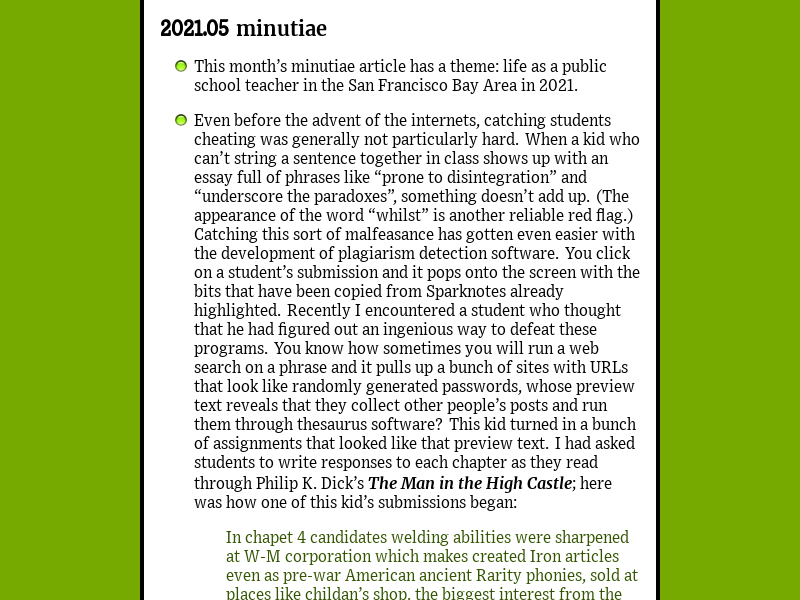 2021.05 minutiae
This month’s minutiae article has a theme: life as a public
school teacher in the San Francisco Bay Area in 2021.
Even before the advent of the internets, catching students
cheating was generally not particularly hard. When a kid who
can’t string a sentence together in class shows up with an
essay full of phrases like “prone to disintegration” and
“underscore the paradoxes”, something doesn’t add up. (The
appearance of the word “whilst” is another reliable red flag.)
Catching this sort of malfeasance has gotten even easier with
the development of plagiarism detection software. You click
on a student’s submission and it pops onto the screen with the
bits that have been copied from Sparknotes already
highlighted. Recently I encountered a student who thought
that he had figured out an ingenious way to defeat these
programs. You know how sometimes you will run a web
search on a phrase and it pulls up a bunch of sites with URLs
that look like randomly generated passwords, whose preview
text reveals that they collect other people’s posts and run
them through thesaurus software? This kid turned in a bunch
of assignments that looked like that preview text. I had asked
students to write responses to each chapter as they read
through Philip K. Dick’s The Man in the High Castle; here
was how one of this kid’s submissions began:
In chapet 4 candidates welding abilities were sharpened
at W-M corporation which makes created Iron articles
even as pre-war American ancient Rarity phonies, sold at
places like childan’s shop. the biggest interest from the